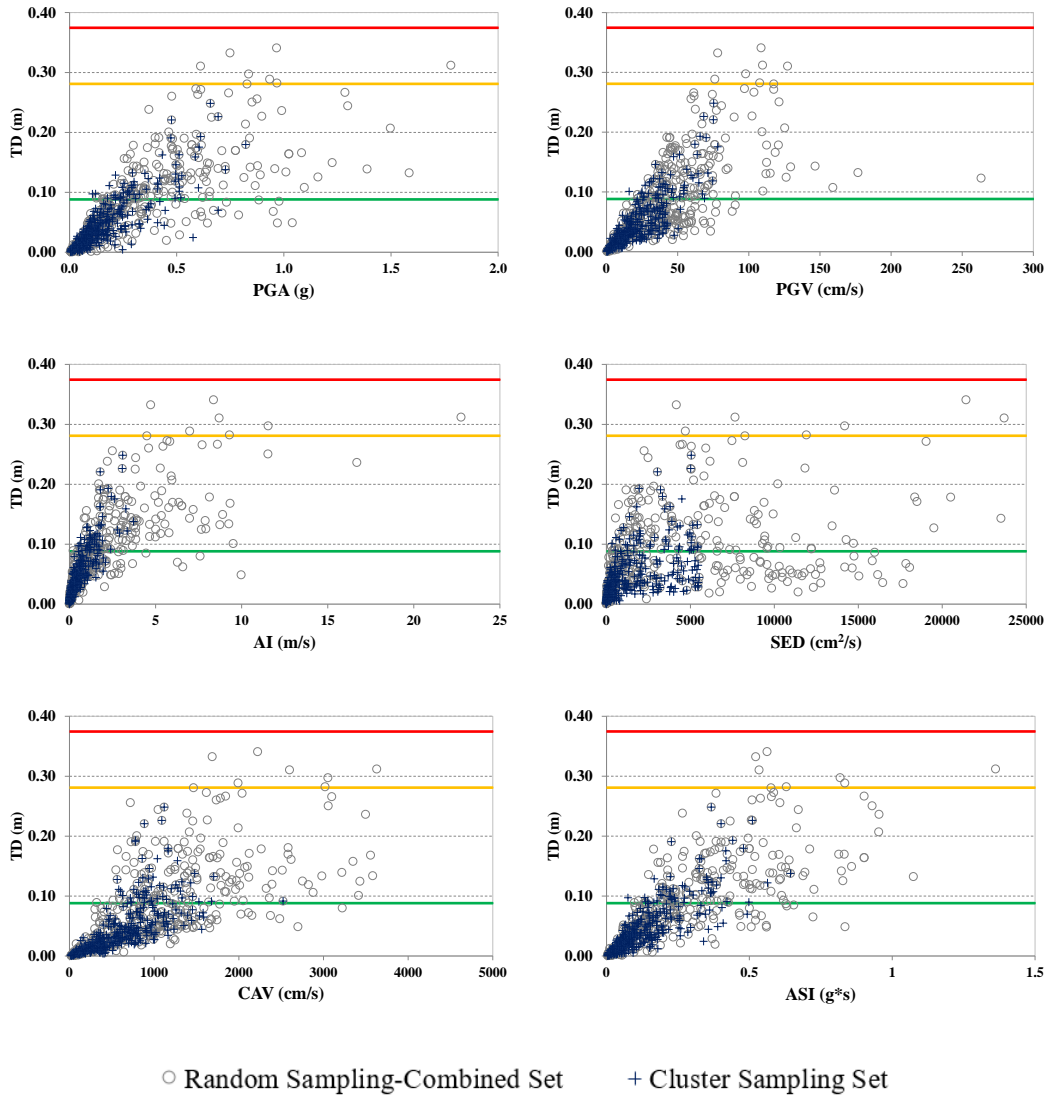 0.40
0.30
0.20
0.10
0.00
TD (m)
0.0 0.5 1.0 1.5 2.0
PGA (g)
0.40
0.30
0.20
0.10
0.00
TD (m)
0 50 100 150 200 250 300
PGV (cm/s)
0.40
0.30
0.20
0.10
0.00
TD (m)
0 5 10 15 20 25
AI (m/s)
0.40
0.30
0.20
0.10
0.00
TD (m)
0 5000 10000 15000 20000 25000
SED (cm²/s)
0.40
0.30
0.20
0.10
0.00
TD (m)
0 1000 2000 3000 4000 5000
CAV (cm/s)
0.40
0.30
0.20
0.10
0.00
TD (m)
0 0.5 1 1.5
ASI (g*s)
Random Sampling-Combined Set Cluster Sampling Set